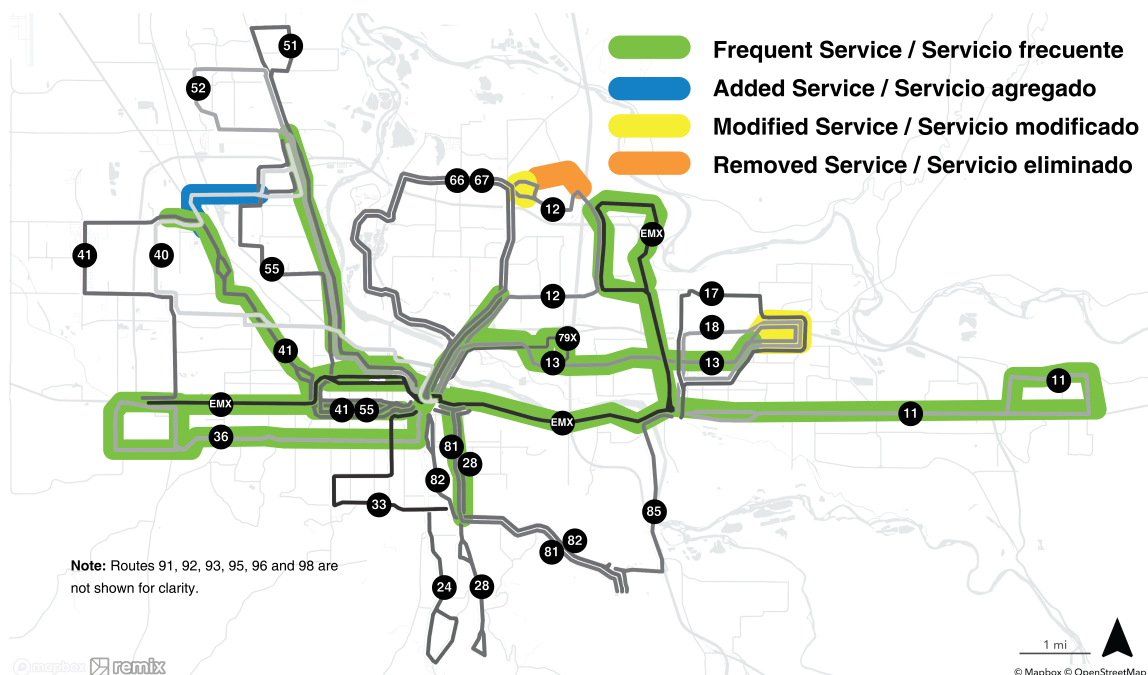 51
Frequent Service / Servicio frecuente
52
Added Service / Servicio agregado
Modified Service / Servicio modificado
Removed Service / Servicio eliminado
66 67
12
EMX
41
40
55
12
17
18
79X
41
13
13
11
EMX
41 55
11
EMX
36
81
28
82
33
85
82
81
Note: Routes 91, 92, 93, 95, 96 and 98 are
not shown for clarity.
24
28
1 mi
mapbox remix
© Mapbox © OpenStreetMap